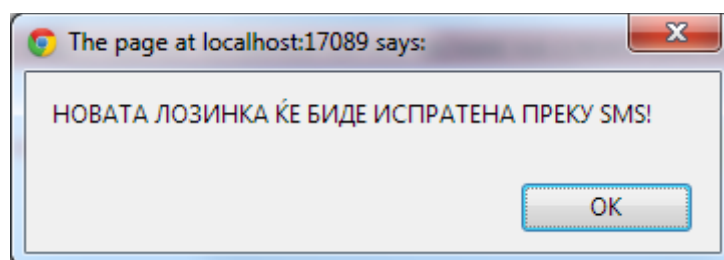 The page at localhost:17089 says:
НОВАТА ЛОЗИНКА ЌЕ БИДЕ ИСПРАТЕНА ПРЕКУ SMS!
OK